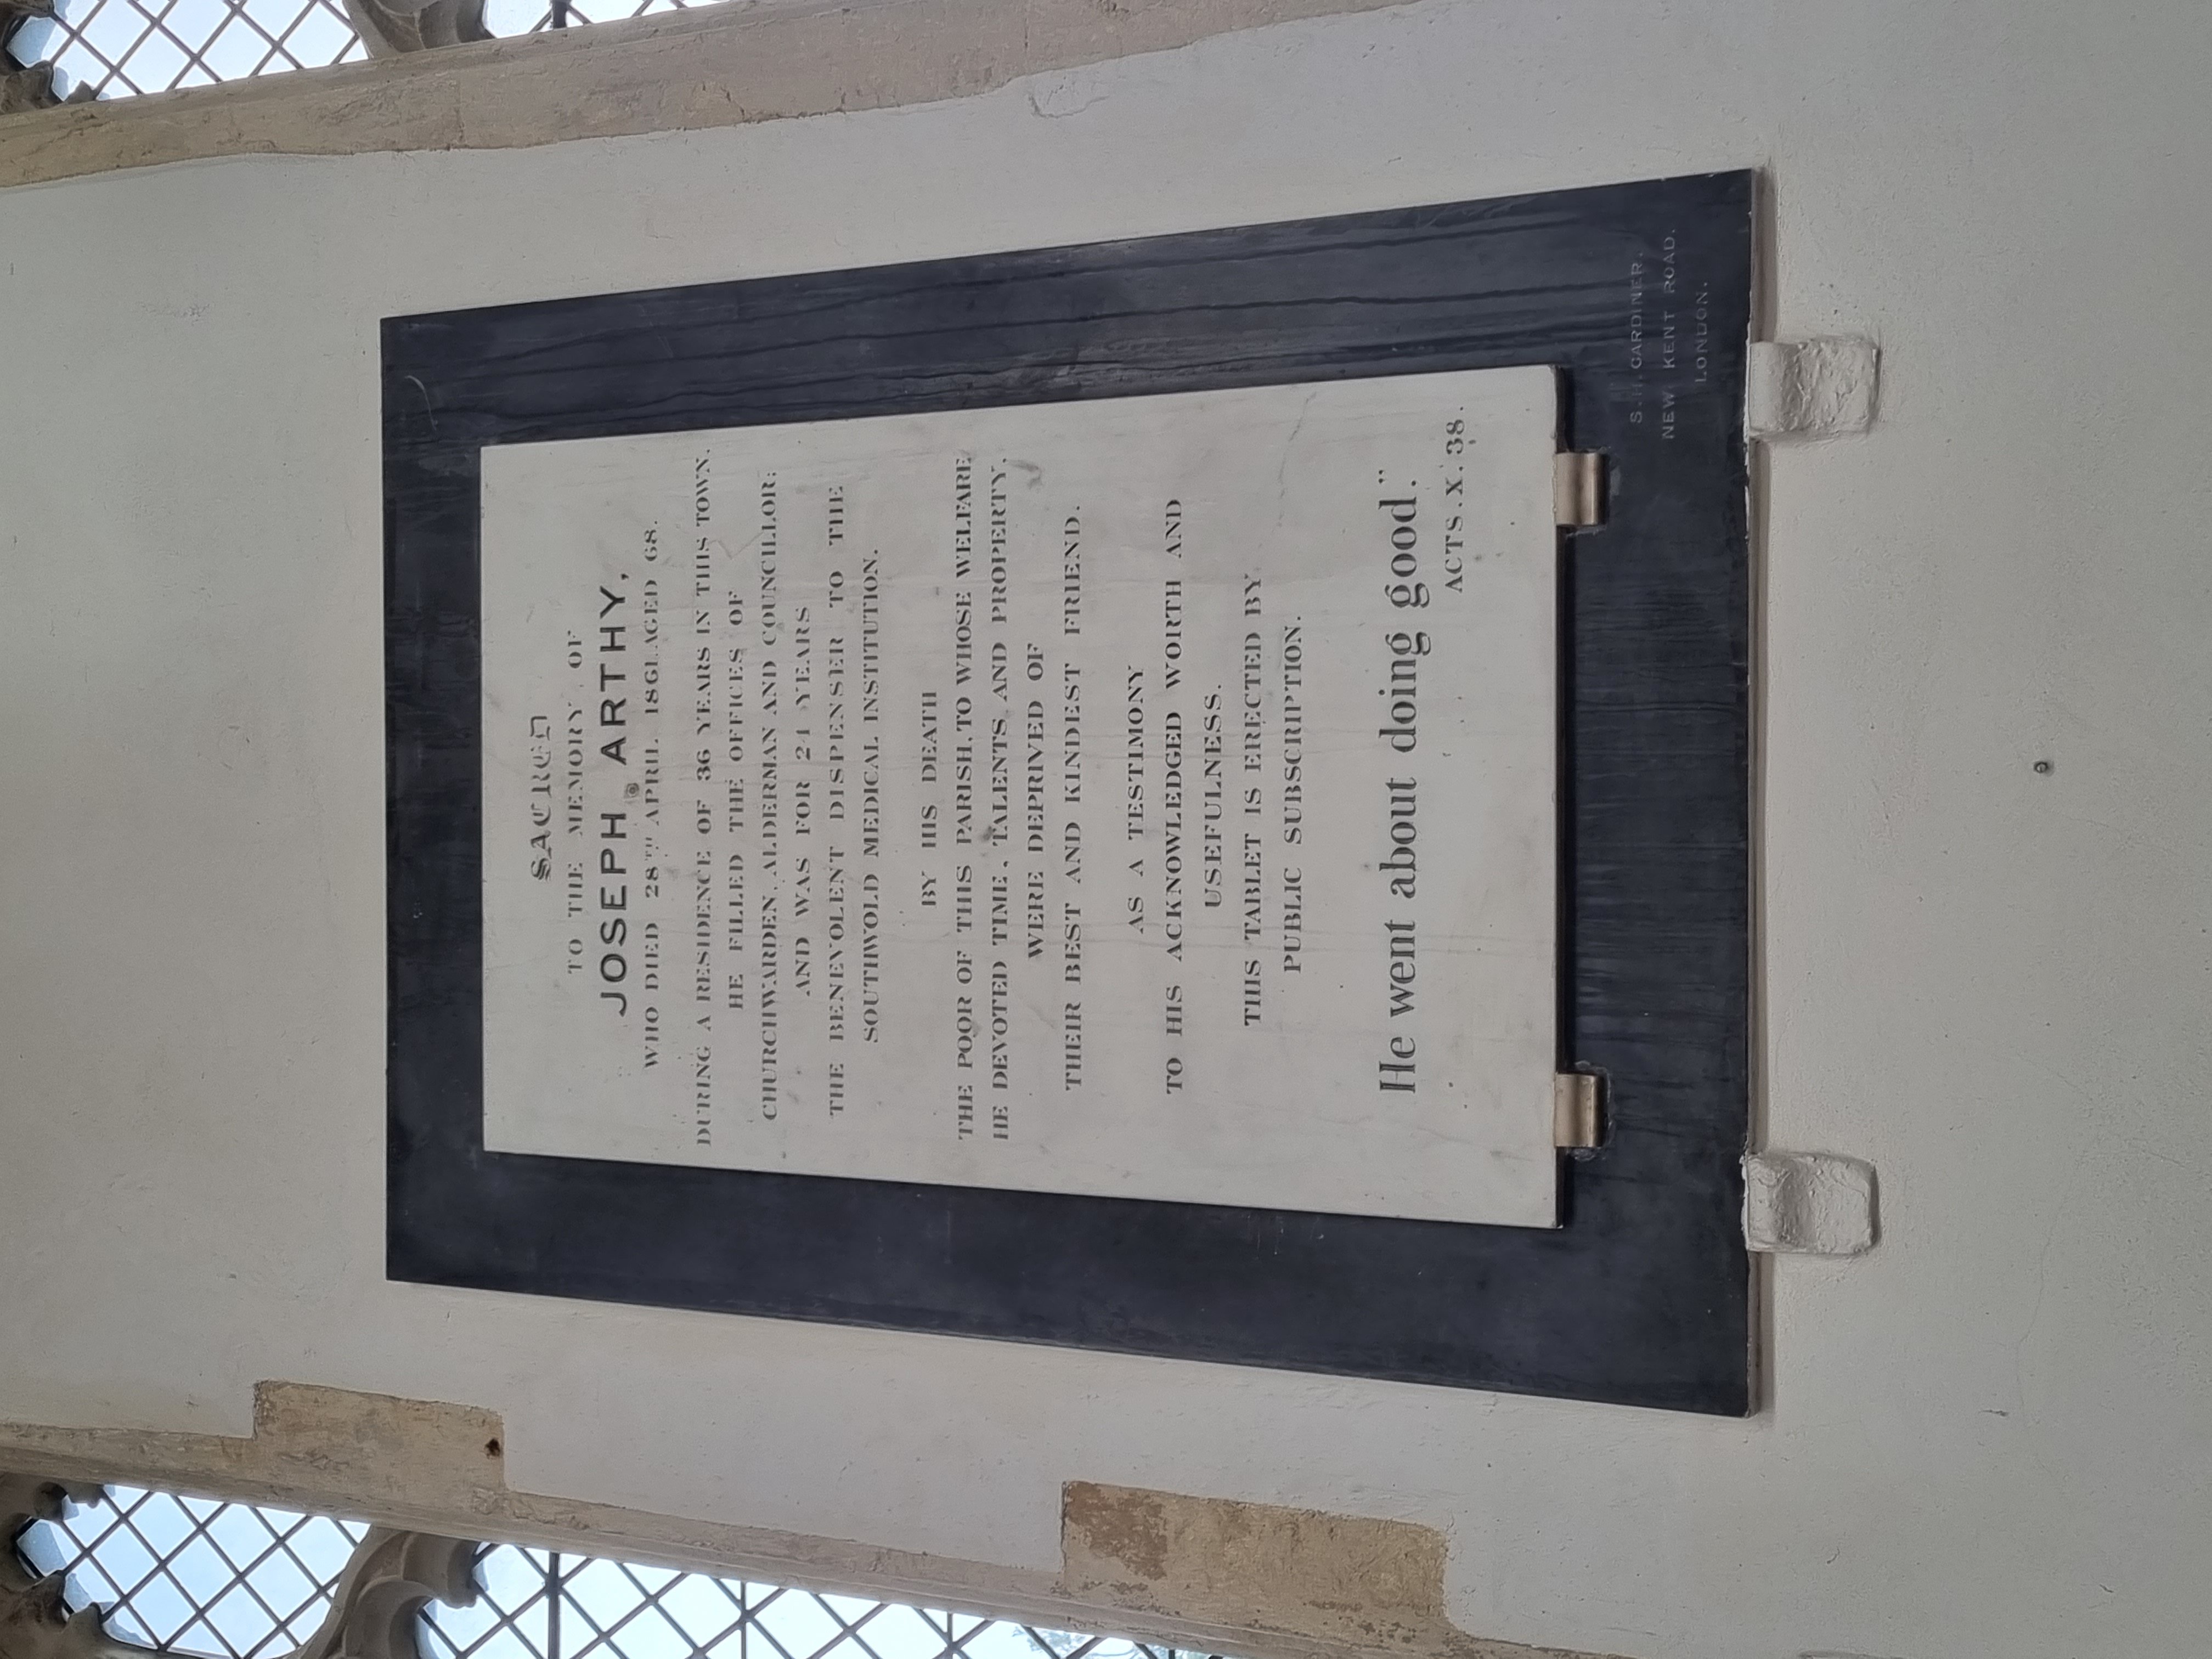 SACRED
TO THE MEMORY OF
JOSEPH ARTHY,
WHO DIED 28TH APRIL 1861. AGED 68.
DURING A RESIDENCE OF 36 YEARS IN THIS TOWN.
HE FILLED THE OFFICES OF
CHURCHWARDEN, ALDERMAN AND COUNCILLOR:
AND WAS FOR 24 YEARS
THE BENEVOLENT DISPENSER TO THE
SOUTHWOLD MEDICAL INSTITUTION.
BY HIS DEATH
THE POOR OF THIS PARISH, TO WHOSE WELFARE
HE DEVOTED TIME, TALENTS AND PROPERTY,
WERE DEPRIVED OF
THEIR BEST AND KINDEST FRIEND.
AS A TESTIMONY
TO HIS ACKNOWLEDGED WORTH AND
USEFULNESS.
THIS TABLET IS ERECTED BY
PUBLIC SUBSCRIPTION.
He went about doing good."
ACTS. X. 38.
GARDINER.
NEW KENT ROAD.
LONDON.